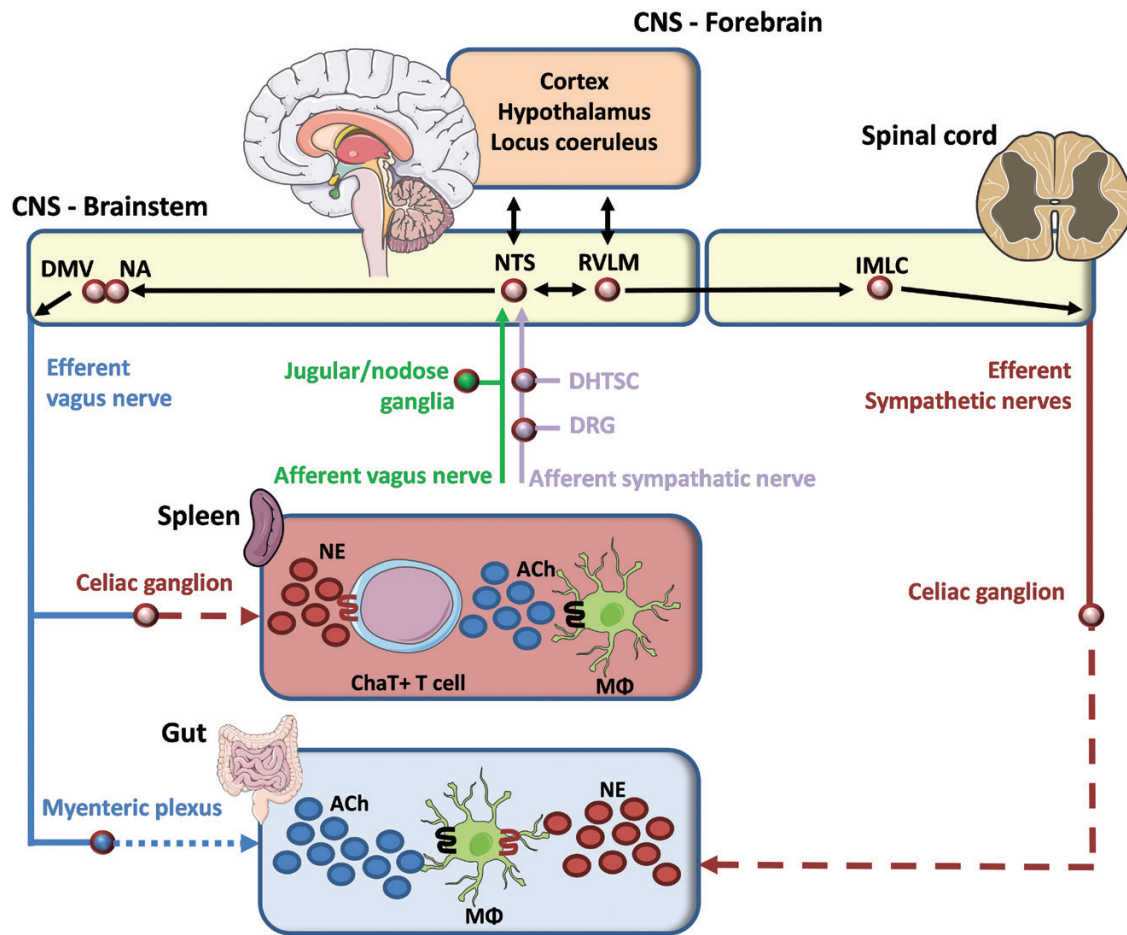 CNS - Forebrain
Cortex
Hypothalamus
Locus coeruleus
Spinal cord
CNS - Brainstem
DMV NA
NTS
RVLM
IMLC
Efferent
vagus nerve
Jugular/nodose
ganglia
DHTSC
DRG
Efferent
Sympathetic nerves
Afferent vagus nerve
Afferent sympathatic nerve
Spleen
NE
ACh
Celiac ganglion
Celiac ganglion
ChaT+ T cell
MΦ
Gut
Myenteric plexus
ACh
NE
MΦ